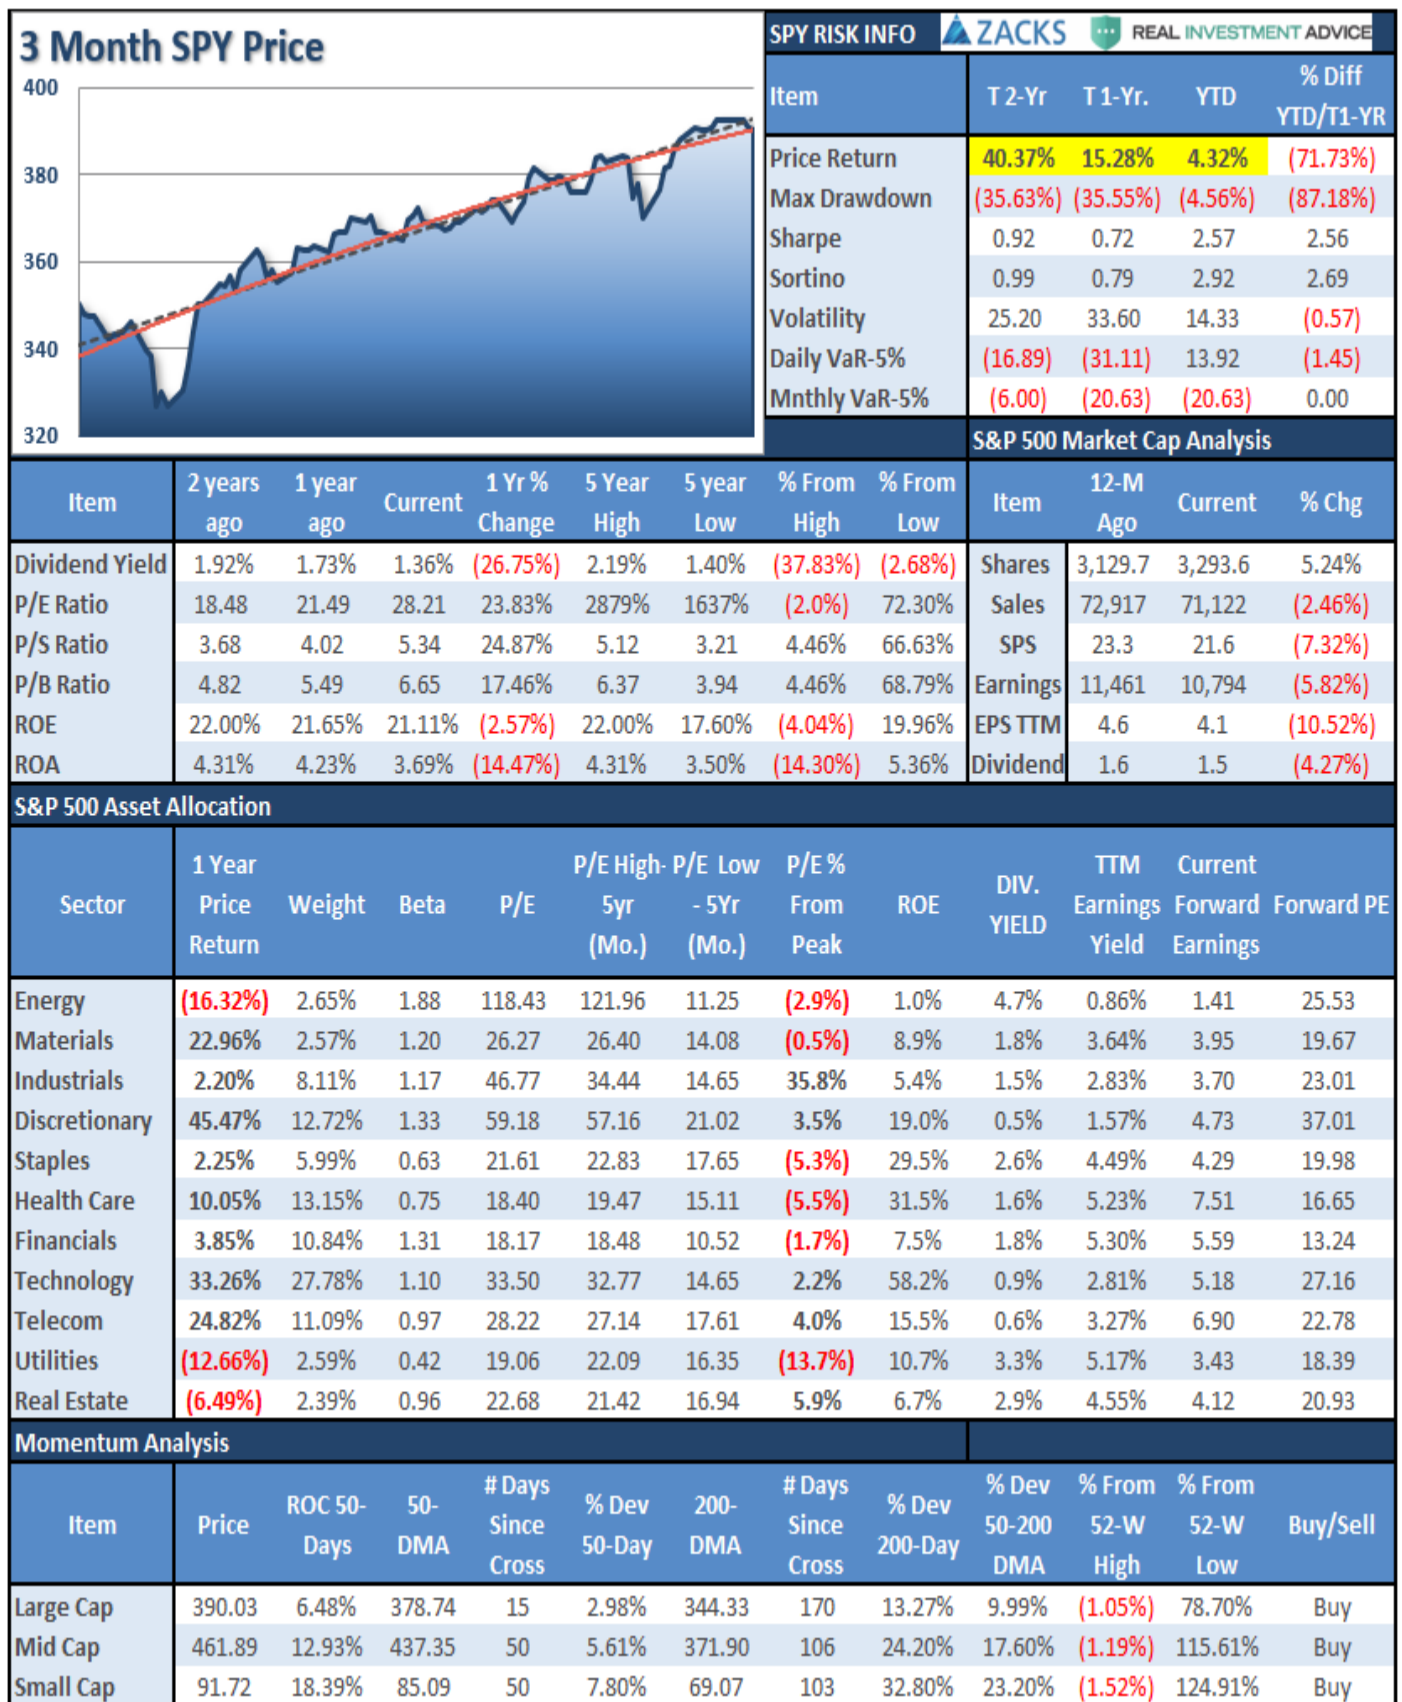 3 Month SPY Price
400
380
360
340
320
SPY RISK INFO ZACKS REAL INVESTMENT ADVICE
Item T 2-Yr T 1-Yr. YTD % Diff YTD/T1-YR
Price Return 40.37% 15.28% 4.32% (71.73%)
Max Drawdown (35.63%) (35.55%) (4.56%) (87.18%)
Sharpe 0.92 0.72 2.57 2.56
Sortino 0.99 0.79 2.92 2.69
Volatility 25.20 33.60 14.33 (0.57)
Daily VaR-5% (16.89) (31.11) 13.92 (1.45)
Mnthly VaR-5% (6.00) (20.63) (20.63) 0.00
S&P 500 Market Cap Analysis
Item 2 years ago 1 year ago Current 1 Yr % Change 5 Year High 5 year Low % From High % From Low Item 12-M Ago Current % Chg
Dividend Yield 1.92% 1.73% 1.36% (26.75%) 2.19% 1.40% (37.83%) (2.68%) Shares 3,129.7 3,293.6 5.24%
P/E Ratio 18.48 21.49 28.21 23.83% 2879% 1637% (2.0%) 72.30% Sales 72,917 71,122 (2.46%)
P/S Ratio 3.68 4.02 5.34 24.87% 5.12 3.21 4.46% 66.63% SPS 23.3 21.6 (7.32%)
P/B Ratio 4.82 5.49 6.65 17.46% 6.37 3.94 4.46% 68.79% Earnings 11,461 10,794 (5.82%)
ROE 22.00% 21.65% 21.11% (2.57%) 22.00% 17.60% (4.04%) 19.96% EPS TTM 4.6 4.1 (10.52%)
ROA 4.31% 4.23% 3.69% (14.47%) 4.31% 3.50% (14.30%) 5.36% Dividend 1.6 1.5 (4.27%)
S&P 500 Asset Allocation
Sector 1 Year Price Return Weight Beta P/E P/E High- 5yr (Mo.) P/E Low - 5Yr (Mo.) P/E % From Peak ROE DIV. YIELD TTM Earnings Yield Current Forward Earnings Forward PE
Energy (16.32%) 2.65% 1.88 118.43 121.96 11.25 (2.9%) 1.0% 4.7% 0.86% 1.41 25.53
Materials 22.96% 2.57% 1.20 26.27 26.40 14.08 (0.5%) 8.9% 1.8% 3.64% 3.95 19.67
Industrials 2.20% 8.11% 1.17 46.77 34.44 14.65 35.8% 5.4% 1.5% 2.83% 3.70 23.01
Discretionary 45.47% 12.72% 1.33 59.18 57.16 21.02 3.5% 19.0% 0.5% 1.57% 4.73 37.01
Staples 2.25% 5.99% 0.63 21.61 22.83 17.65 (5.3%) 29.5% 2.6% 4.49% 4.29 19.98
Health Care 10.05% 13.15% 0.75 18.40 19.47 15.11 (5.5%) 31.5% 1.6% 5.23% 7.51 16.65
Financials 3.85% 10.84% 1.31 18.17 18.48 10.52 (1.7%) 7.5% 1.8% 5.30% 5.59 13.24
Technology 33.26% 27.78% 1.10 33.50 32.77 14.65 2.2% 58.2% 0.9% 2.81% 5.18 27.16
Telecom 24.82% 11.09% 0.97 28.22 27.14 17.61 4.0% 15.5% 0.6% 3.27% 6.90 22.78
Utilities (12.66%) 2.59% 0.42 19.06 22.09 16.35 (13.7%) 10.7% 3.3% 5.17% 3.43 18.39
Real Estate (6.49%) 2.39% 0.96 22.68 21.42 16.94 5.9% 6.7% 2.9% 4.55% 4.12 20.93
Momentum Analysis
Item Price ROC 50-Days 50-DMA # Days Since Cross % Dev 50-Day 200-DMA # Days Since Cross % Dev 200-Day % Dev 50-200 DMA % From 52-W High % From 52-W Low Buy/Sell
Large Cap 390.03 6.48% 378.74 15 2.98% 344.33 170 13.27% 9.99% (1.05%) 78.70% Buy
Mid Cap 461.89 12.93% 437.35 50 5.61% 371.90 106 24.20% 17.60% (1.19%) 115.61% Buy
Small Cap 91.72 18.39% 85.09 50 7.80% 69.07 103 32.80% 23.20% (1.52%) 124.91% Buy